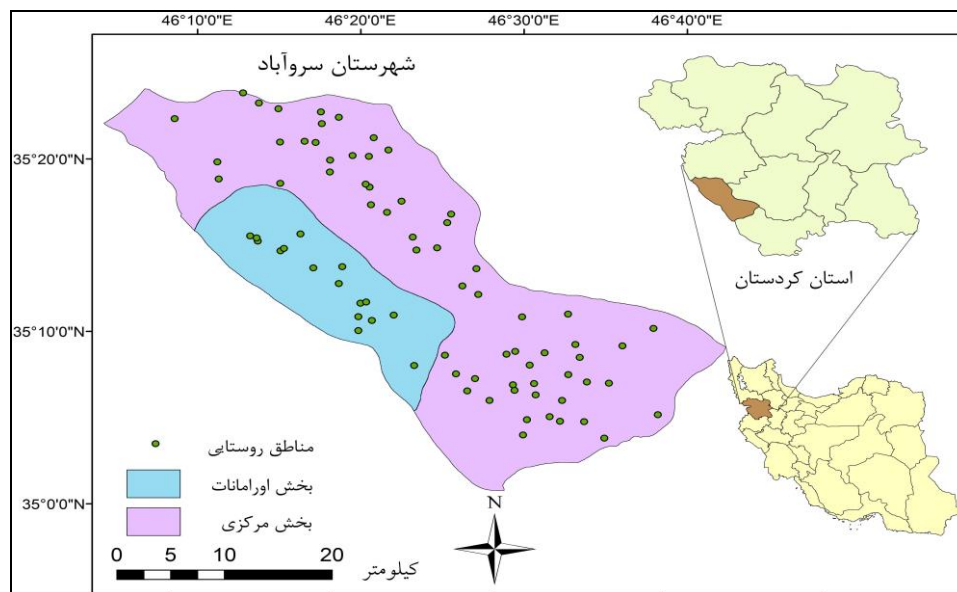 46°10'0"E
46°20'0"E
46°30'0"E
46°40'0"E
شهرستان سروآباد
35°20'0"N
35°10'0"N
35°0'0"N
استان کردستان
مناطق روستایی
بخش اورامانات
بخش مرکزی
N
0 5 10 20
کیلومتر